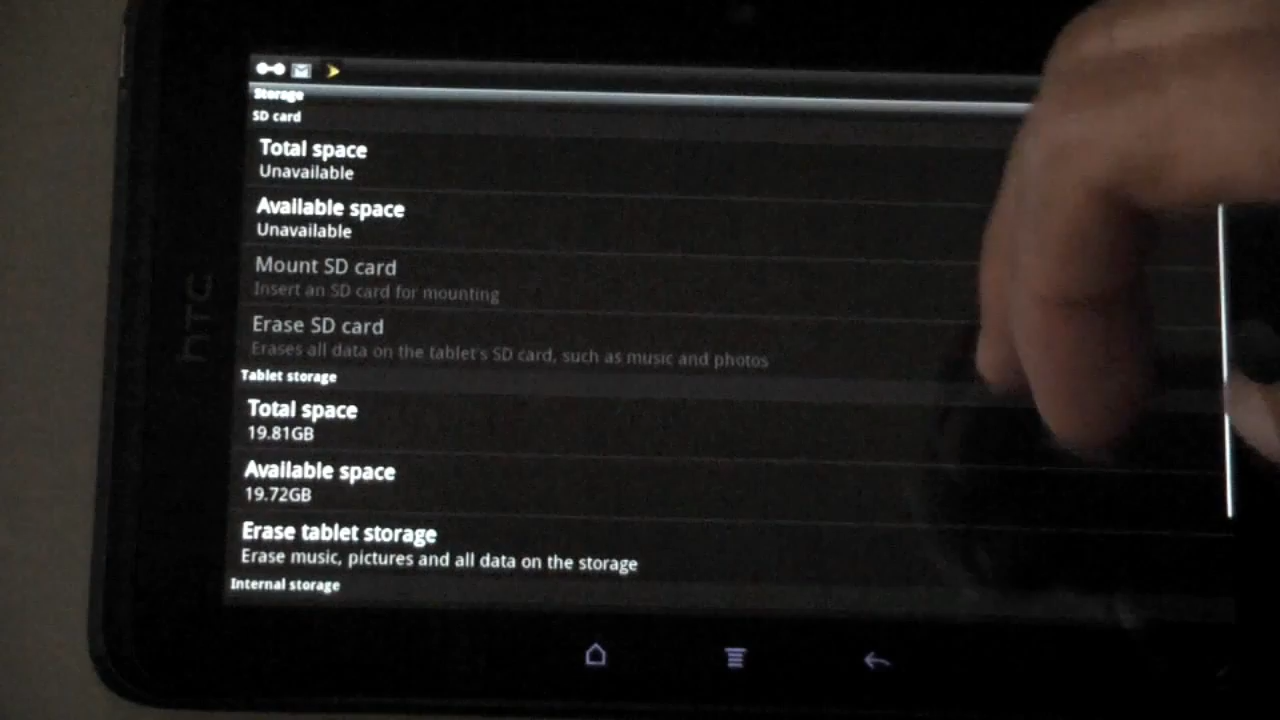 Storage
SD card
Total space
Unavailable
Available space
Unavailable
Mount SD card
Insert an SD card for mounting
Erase SD card
Erases all data on the tablet's SD card, such as music and photos
Tablet storage
Total space
19.81GB
Available space
19.72GB
Erase tablet storage
Erase music, pictures and all data on the storage
Internal storage
hTC